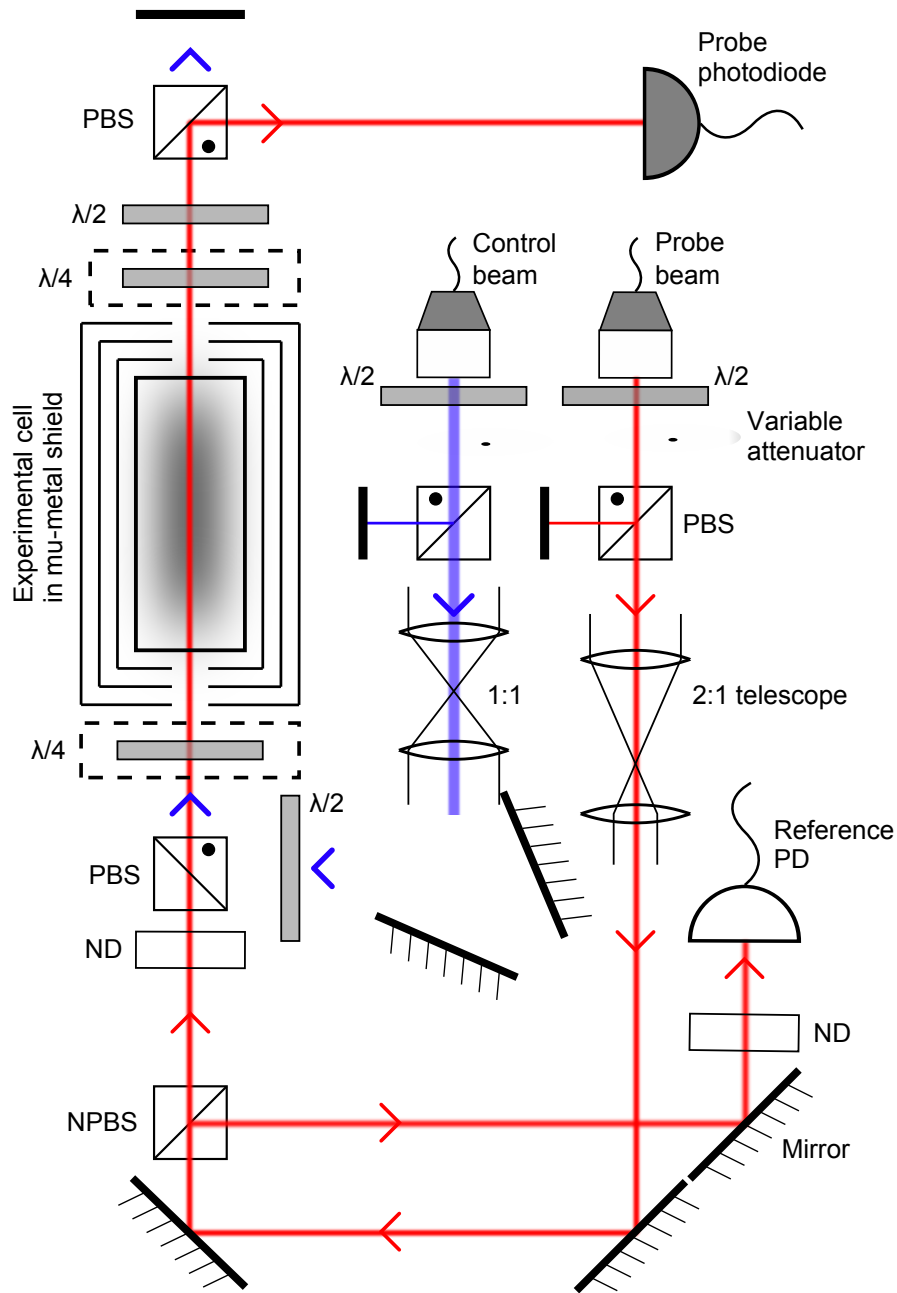 Probe
photodiode
PBS
λ/2
Control
beam
Probe
beam
λ/4
λ/2
λ/2
Variable
attenuator
Experimental cell
in mu-metal shield
PBS
1:1
2:1 telescope
λ/4
λ/2
Reference
PD
PBS
ND
ND
NPBS
Mirror